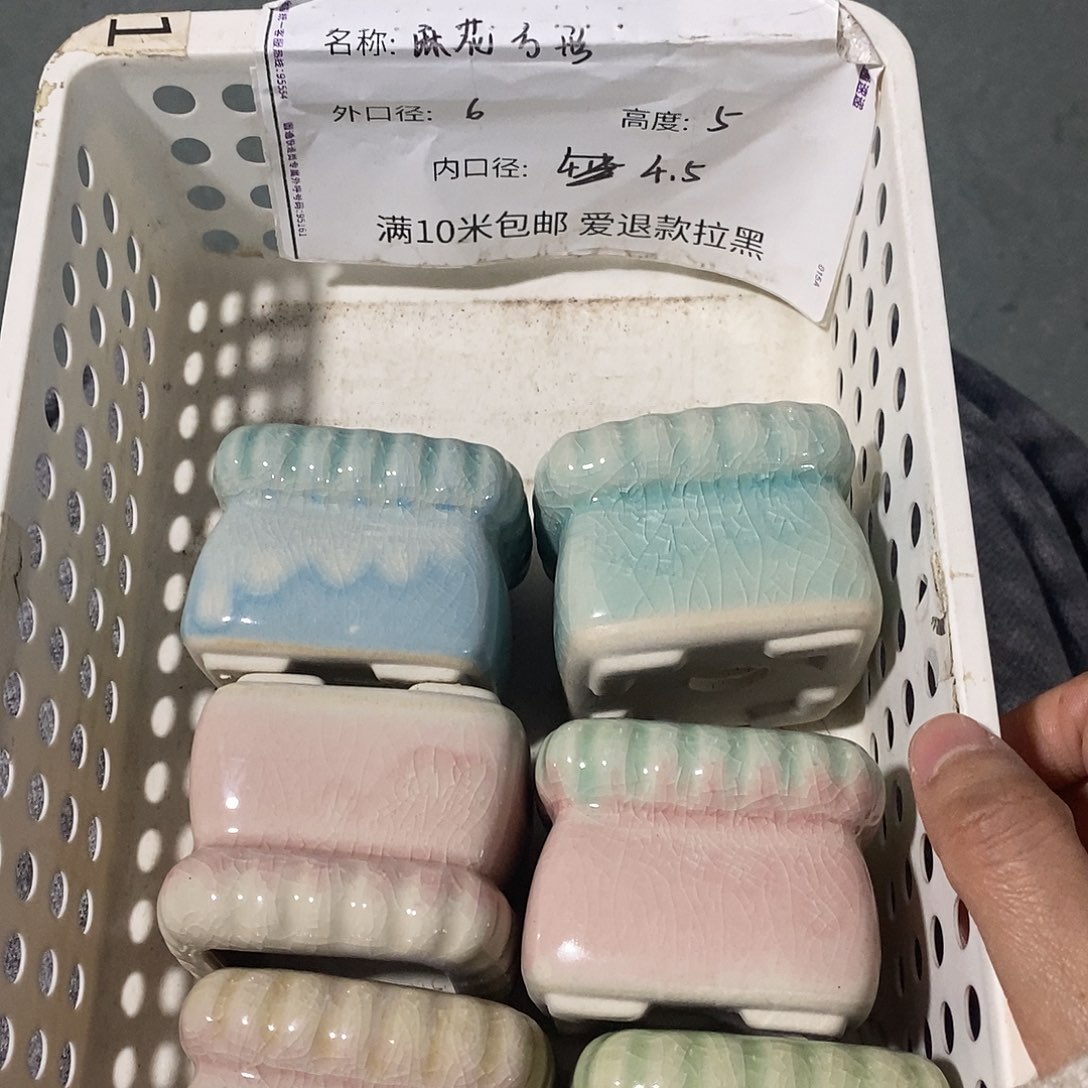 1
名称: 麻花方形
外口径: 6 高度: 5
内口径: 4.5
满10米包邮 爱退款拉黑